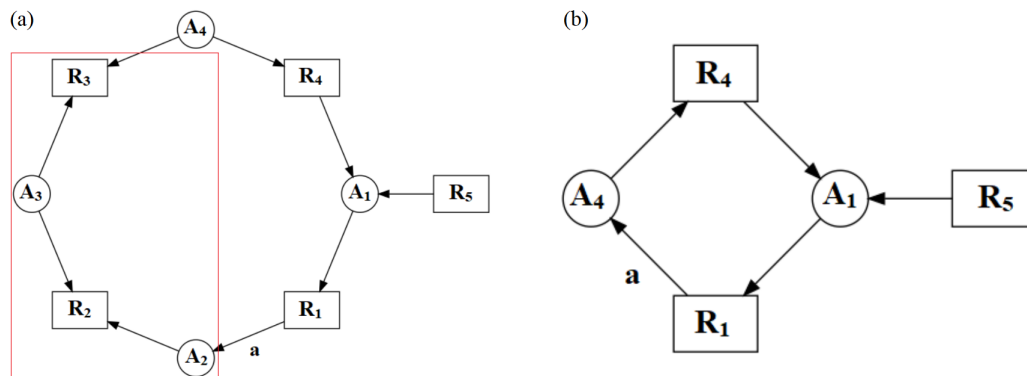 (a)
A₄
R₃
R₄
A₃
A₁
R₅
R₂
R₁
A₂
a
(b)
R₄
A₄
A₁
R₅
a
R₁